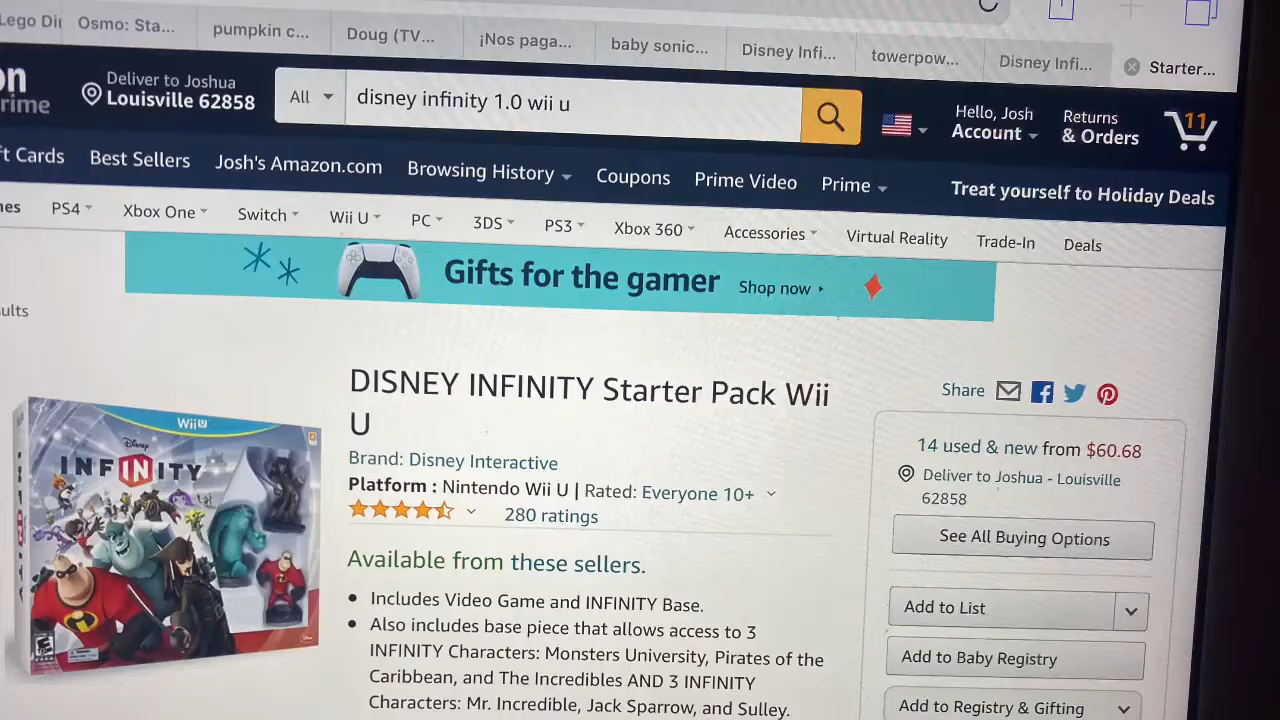 Lego Di
Osmo: Sta...
pumpkin c...
Doug (TV...
¡Nos paga...
baby sonic...
Disney Infi...
towerpow...
Disney Infi...
Starter...
on
rime
Deliver to Joshua
Louisville 62858
All
disney infinity 1.0 wii u
Hello, Josh
Account
Returns
& Orders
11
ft Cards
Best Sellers
Josh's Amazon.com
Browsing History
Coupons
Prime Video
Prime
Treat yourself to Holiday Deals
nes
PS4
Xbox One
Switch
Wii U
PC
3DS
PS3
Xbox 360
Accessories
Virtual Reality
Trade-In
Deals
Gifts for the gamer
Shop now
ults
WiiU
Disney
INFINITY
DISNEY INFINITY Starter Pack Wii
U
Brand: Disney Interactive
Platform : Nintendo Wii U | Rated: Everyone 10+
280 ratings
Available from these sellers.
• Includes Video Game and INFINITY Base.
• Also includes base piece that allows access to 3
INFINITY Characters: Monsters University, Pirates of the
Caribbean, and The Incredibles AND 3 INFINITY
Characters: Mr. Incredible, Jack Sparrow, and Sulley.
Share
14 used & new from $60.68
Deliver to Joshua - Louisville
62858
See All Buying Options
Add to List
Add to Baby Registry
Add to Registry & Gifting